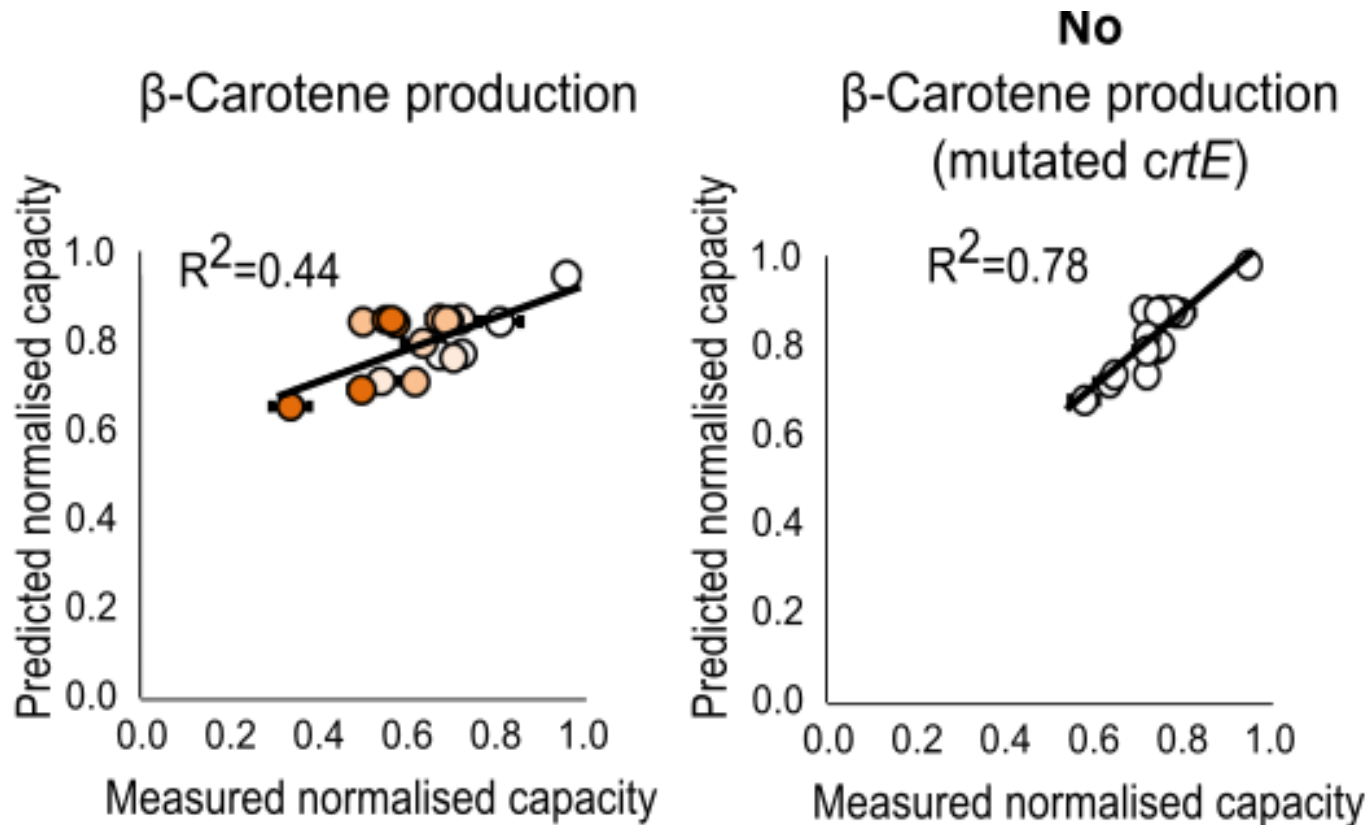 β-Carotene production
Predicted normalised capacity
R2=0.44
1.0
0.8
0.6
0.4
0.2
0.0
0.0 0.2 0.4 0.6 0.8 1.0
Measured normalised capacity
No
β-Carotene production
(mutated crtE)
Predicted normalised capacity
R2=0.78
1.0
0.8
0.6
0.4
0.2
0.0
0.0 0.2 0.4 0.6 0.8 1.0
Measured normalised capacity